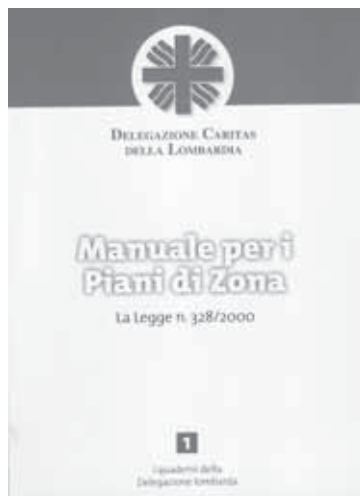 Delegazione Caritas
della Lombardia
Manuale per i
Piani di Zona
La Legge n. 328/2000
1
I quaderni della
Delegazione lombarda